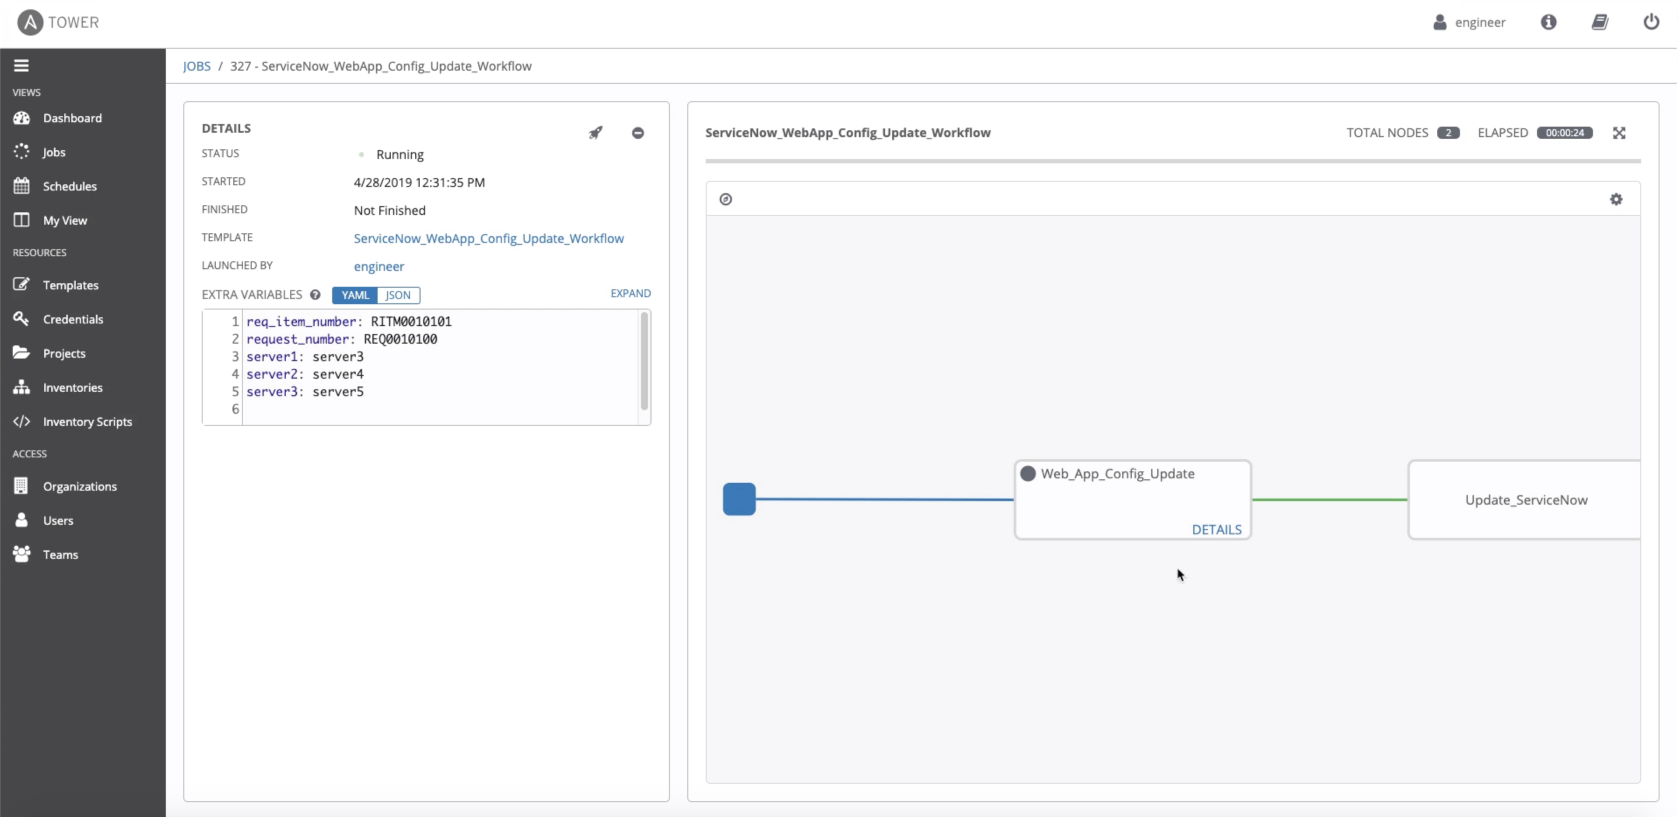 TOWER
engineer
JOBS / 327 - ServiceNow_WebApp_Config_Update_Workflow
VIEWS
Dashboard
Jobs
Schedules
My View
RESOURCES
Templates
Credentials
Projects
Inventories
Inventory Scripts
ACCESS
Organizations
Users
Teams
DETAILS
STATUS Running
STARTED 4/28/2019 12:31:35 PM
FINISHED Not Finished
TEMPLATE ServiceNow_WebApp_Config_Update_Workflow
LAUNCHED BY engineer
EXTRA VARIABLES YAML JSON EXPAND
1 req_item_number: RITM0010101
2 request_number: REQ0010100
3 server1: server3
4 server2: server4
5 server3: server5
6
ServiceNow_WebApp_Config_Update_Workflow
TOTAL NODES 2 ELAPSED 00:00:24
Web_App_Config_Update
DETAILS
Update_ServiceNow